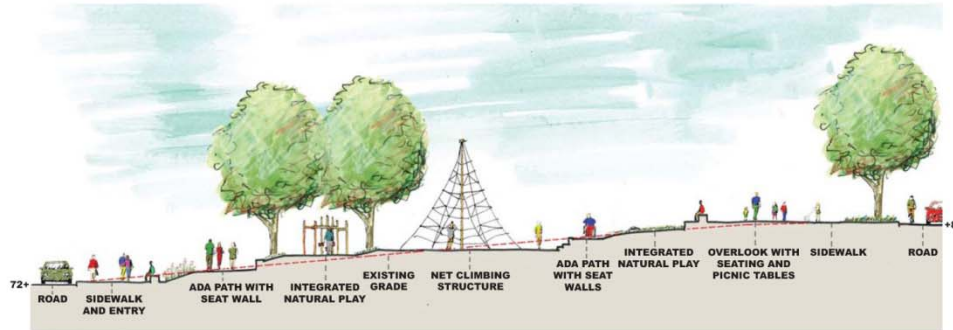 72+
ROAD
SIDEWALK
AND ENTRY
ADA PATH WITH
SEAT WALL
INTEGRATED
NATURAL PLAY
EXISTING
GRADE
NET CLIMBING
STRUCTURE
ADA PATH
WITH SEAT
WALLS
INTEGRATED
NATURAL PLAY
OVERLOOK WITH
SEATING AND
PICNIC TABLES
SIDEWALK
ROAD